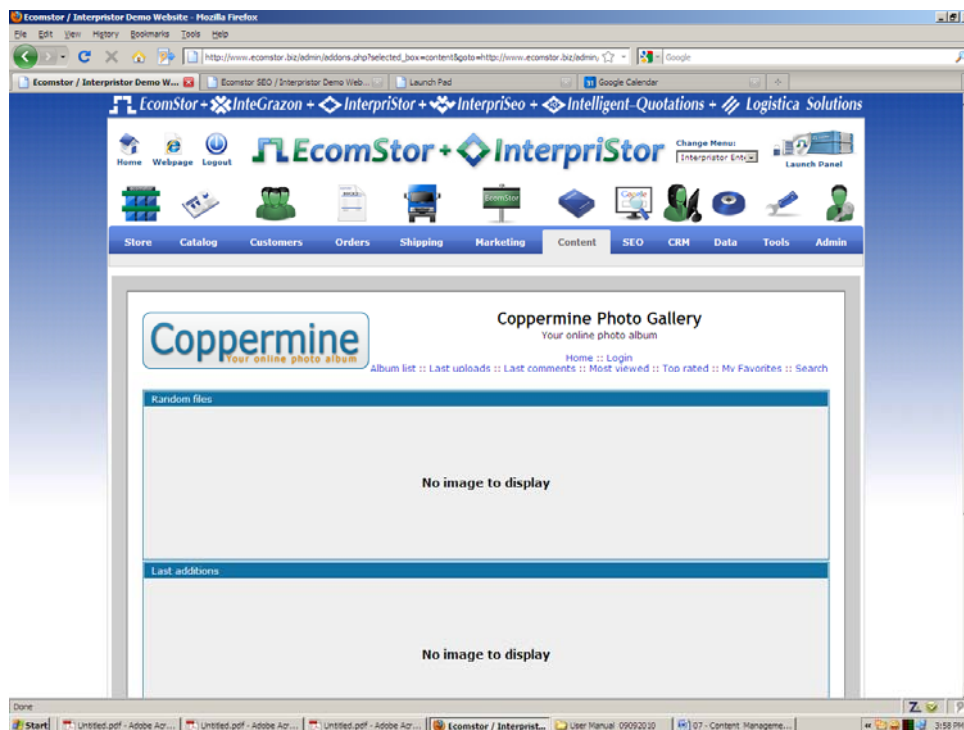 Ecomstor / Interpristor Demo Website - Mozilla Firefox
File Edit View History Bookmarks Tools Help
http://www.ecomstor.biz/admin/addons.php?selected_box=content&goto=http://www.ecomstor.biz/admin, Google
Ecomstor / Interpristor Demo W... Ecomstor SEO / Interpristor Demo Web... Launch Pad 31 Google Calendar
EcomStor + InteGrazon + InterpriStor + InterpriSeo + Intelligent-Quotations + Logistica Solutions
Home Webpage Logout EcomStor + InterpriStor Change Menu: Interpristor Ent Launch Panel
EcomStor Google
Store Catalog Customers Orders Shipping Marketing Content SEO CRM Data Tools Admin
Coppermine
Your online photo album
Coppermine Photo Gallery
Your online photo album
Home :: Login
Album list :: Last uploads :: Last comments :: Most viewed :: Top rated :: My Favorites :: Search
Random files
No image to display
Last additions
No image to display
Done
Start Untitled.pdf - Adobe Acr... Untitled.pdf - Adobe Acr... Untitled.pdf - Adobe Acr... Ecomstor / Interprist... User Manual 09092010 07 - Content Manageme... 3:58 PM